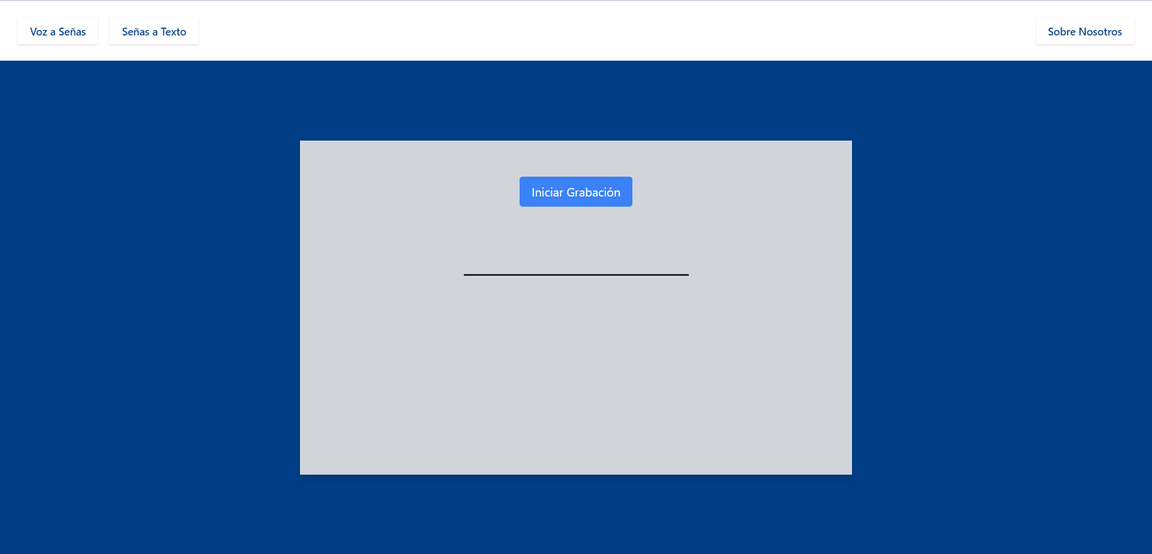 Voz a Señas
Señas a Texto
Sobre Nosotros
Iniciar Grabación